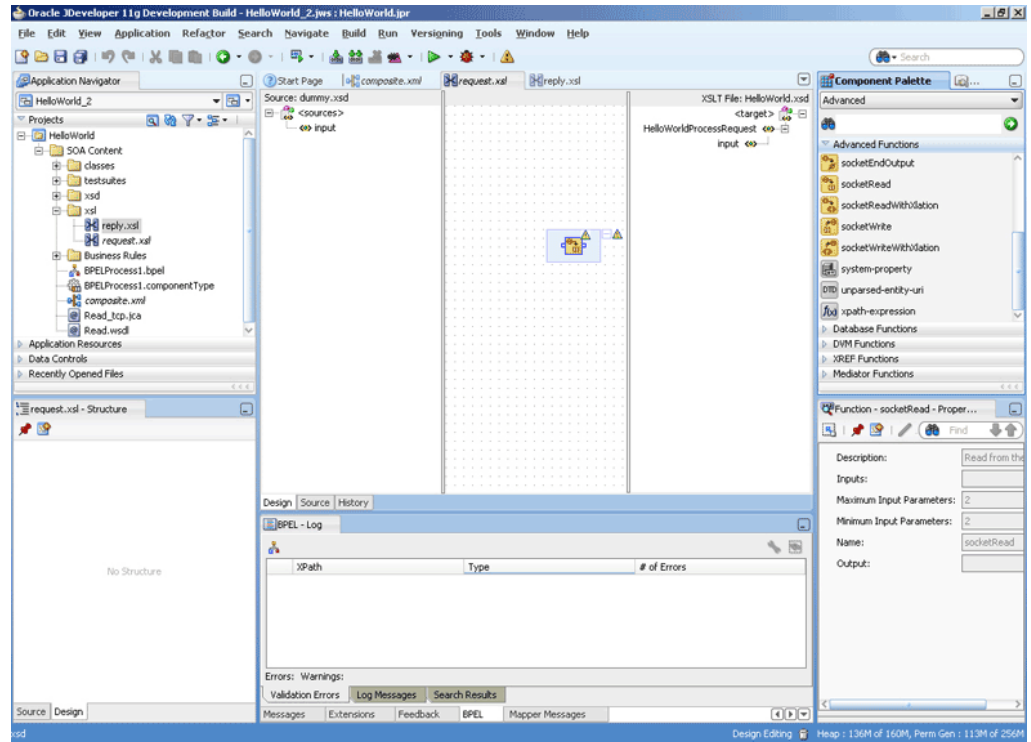 Oracle JDeveloper 11g Development Build - HelloWorld_2.jws : HelloWorld.jpr
File Edit View Application Refactor Search Navigate Build Run Versioning Tools Window Help
Search
Application Navigator
HelloWorld_2
Projects
HelloWorld
SOA Content
classes
testsuites
xsd
xsl
reply.xsl
request.xsl
Business Rules
BPELProcess1.bpel
BPELProcess1.componentType
composite.xml
Read_tcp.jca
Read.wsdl
Application Resources
Data Controls
Recently Opened Files
request.xsl - Structure
No Structure
Source Design
Start Page composite.xml request.xsl reply.xsl
Source: dummy.xsd
<sources>
input
XSLT File: HelloWorld.xsd
<target>
HelloWorldProcessRequest
input
Design Source History
BPEL - Log
XPath Type # of Errors
Errors: Warnings:
Validation Errors Log Messages Search Results
Messages Extensions Feedback BPEL Mapper Messages
Component Palette
Advanced
Advanced Functions
socketEndOutput
socketRead
socketReadWithXlation
socketWrite
socketWriteWithXlation
system-property
unparsed-entity-uri
xpath-expression
Database Functions
DVM Functions
XREF Functions
Mediator Functions
Function - socketRead - Proper...
Find
Description: Read from the
Inputs:
Maximum Input Parameters: 2
Minimum Input Parameters: 2
Name: socketRead
Output:
xsd
Design Editing
Heap : 136M of 160M, Perm Gen : 113M of 256M